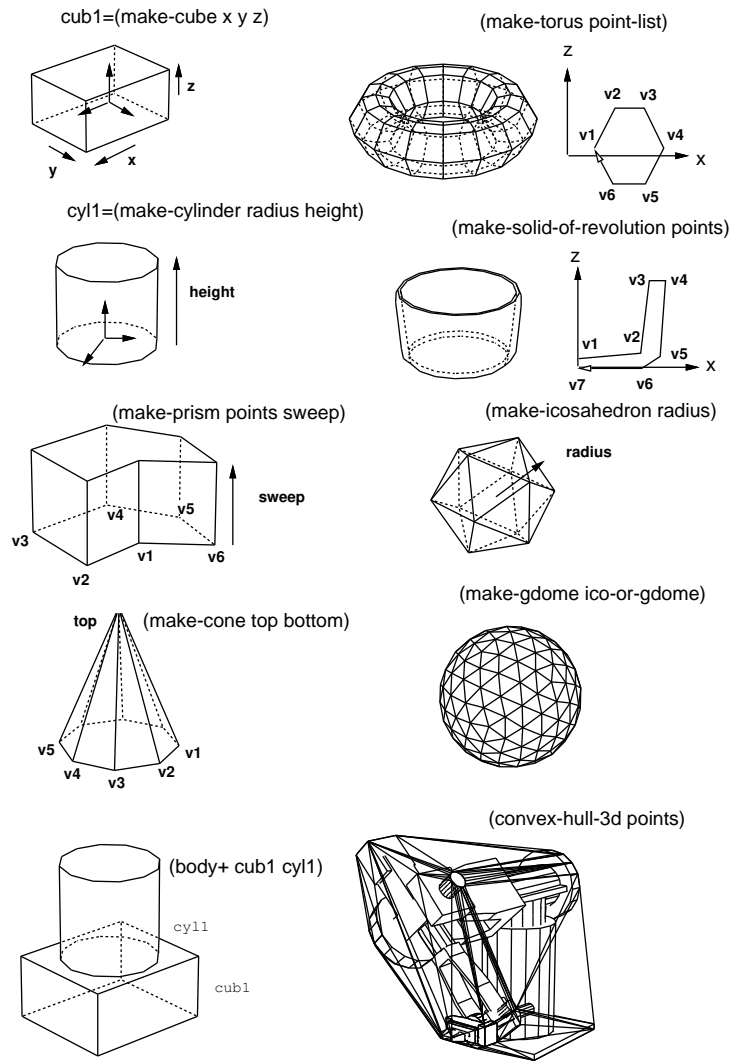 cub1=(make-cube x y z)
z
y
x
(make-torus point-list)
z
v2
v3
v1
v4
x
v6
v5
cyl1=(make-cylinder radius height)
height
(make-solid-of-revolution points)
z
v3
v4
v1
v2
v5
x
v7
v6
(make-prism points sweep)
sweep
v4
v5
v3
v1
v6
v2
(make-icosahedron radius)
radius
top
(make-cone top bottom)
v5
v1
v4
v2
v3
(make-gdome ico-or-gdome)
(body+ cub1 cyl1)
cyl1
cub1
(convex-hull-3d points)